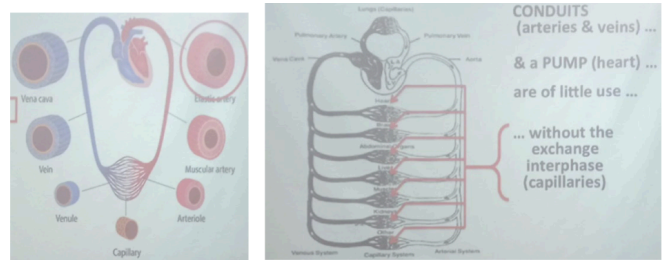 Vena cava
Elastic artery
Vein
Muscular artery
Venule
Arteriole
Capillary
Lungs (Capillaries)
Pulmonary Artery
Pulmonary Vein
Vena Cava
Aorta
Other
Venous System
Capillary System
Arterial System
CONDUITS
(arteries & veins) ...
& a PUMP (heart) ...
are of little use ...
... without the
exchange
interphase
(capillaries)